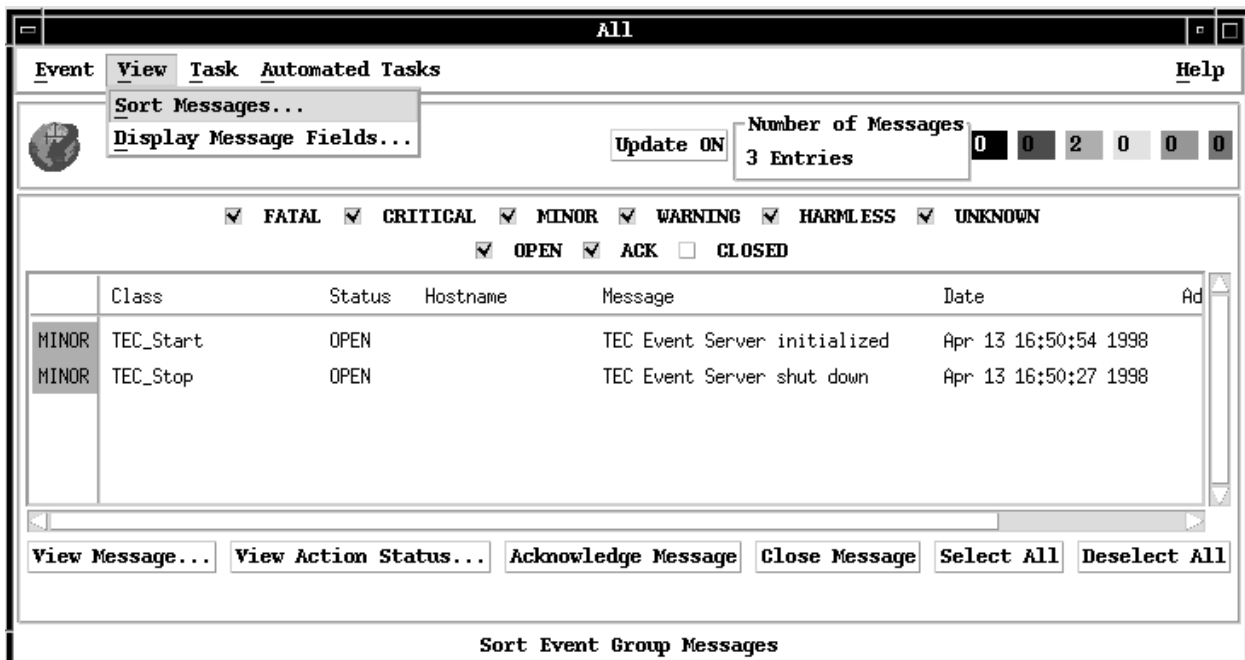 All
Event View Task Automated Tasks Help
Sort Messages...
Display Message Fields...
Update ON
Number of Messages
3 Entries
0 0 2 0 0 0
FATAL CRITICAL MINOR WARNING HARMLESS UNKNOWN
OPEN ACK CLOSED
Class Status Hostname Message Date Ad
MINOR TEC_Start OPEN TEC Event Server initialized Apr 13 16:50:54 1998
MINOR TEC_Stop OPEN TEC Event Server shut down Apr 13 16:50:27 1998
View Message... View Action Status... Acknowledge Message Close Message Select All Deselect All
Sort Event Group Messages